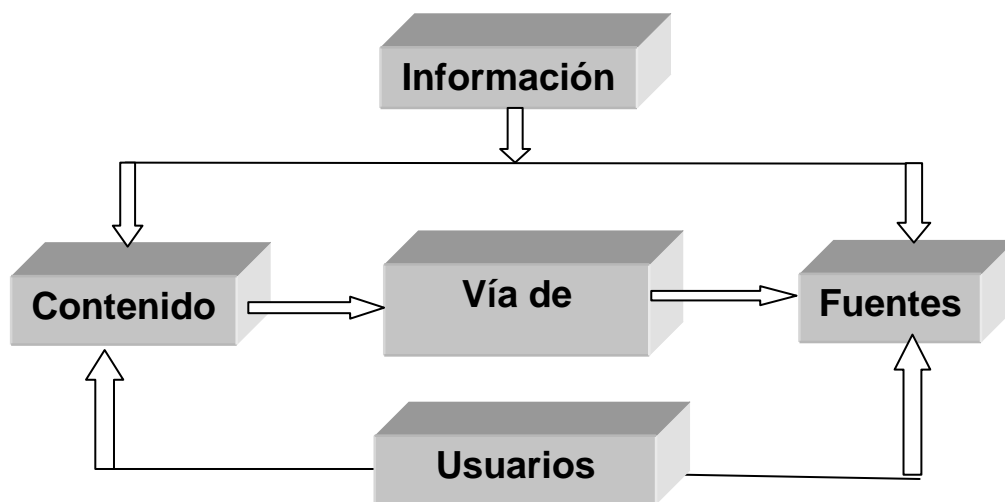 Información
Contenido
Vía de
Fuentes
Usuarios